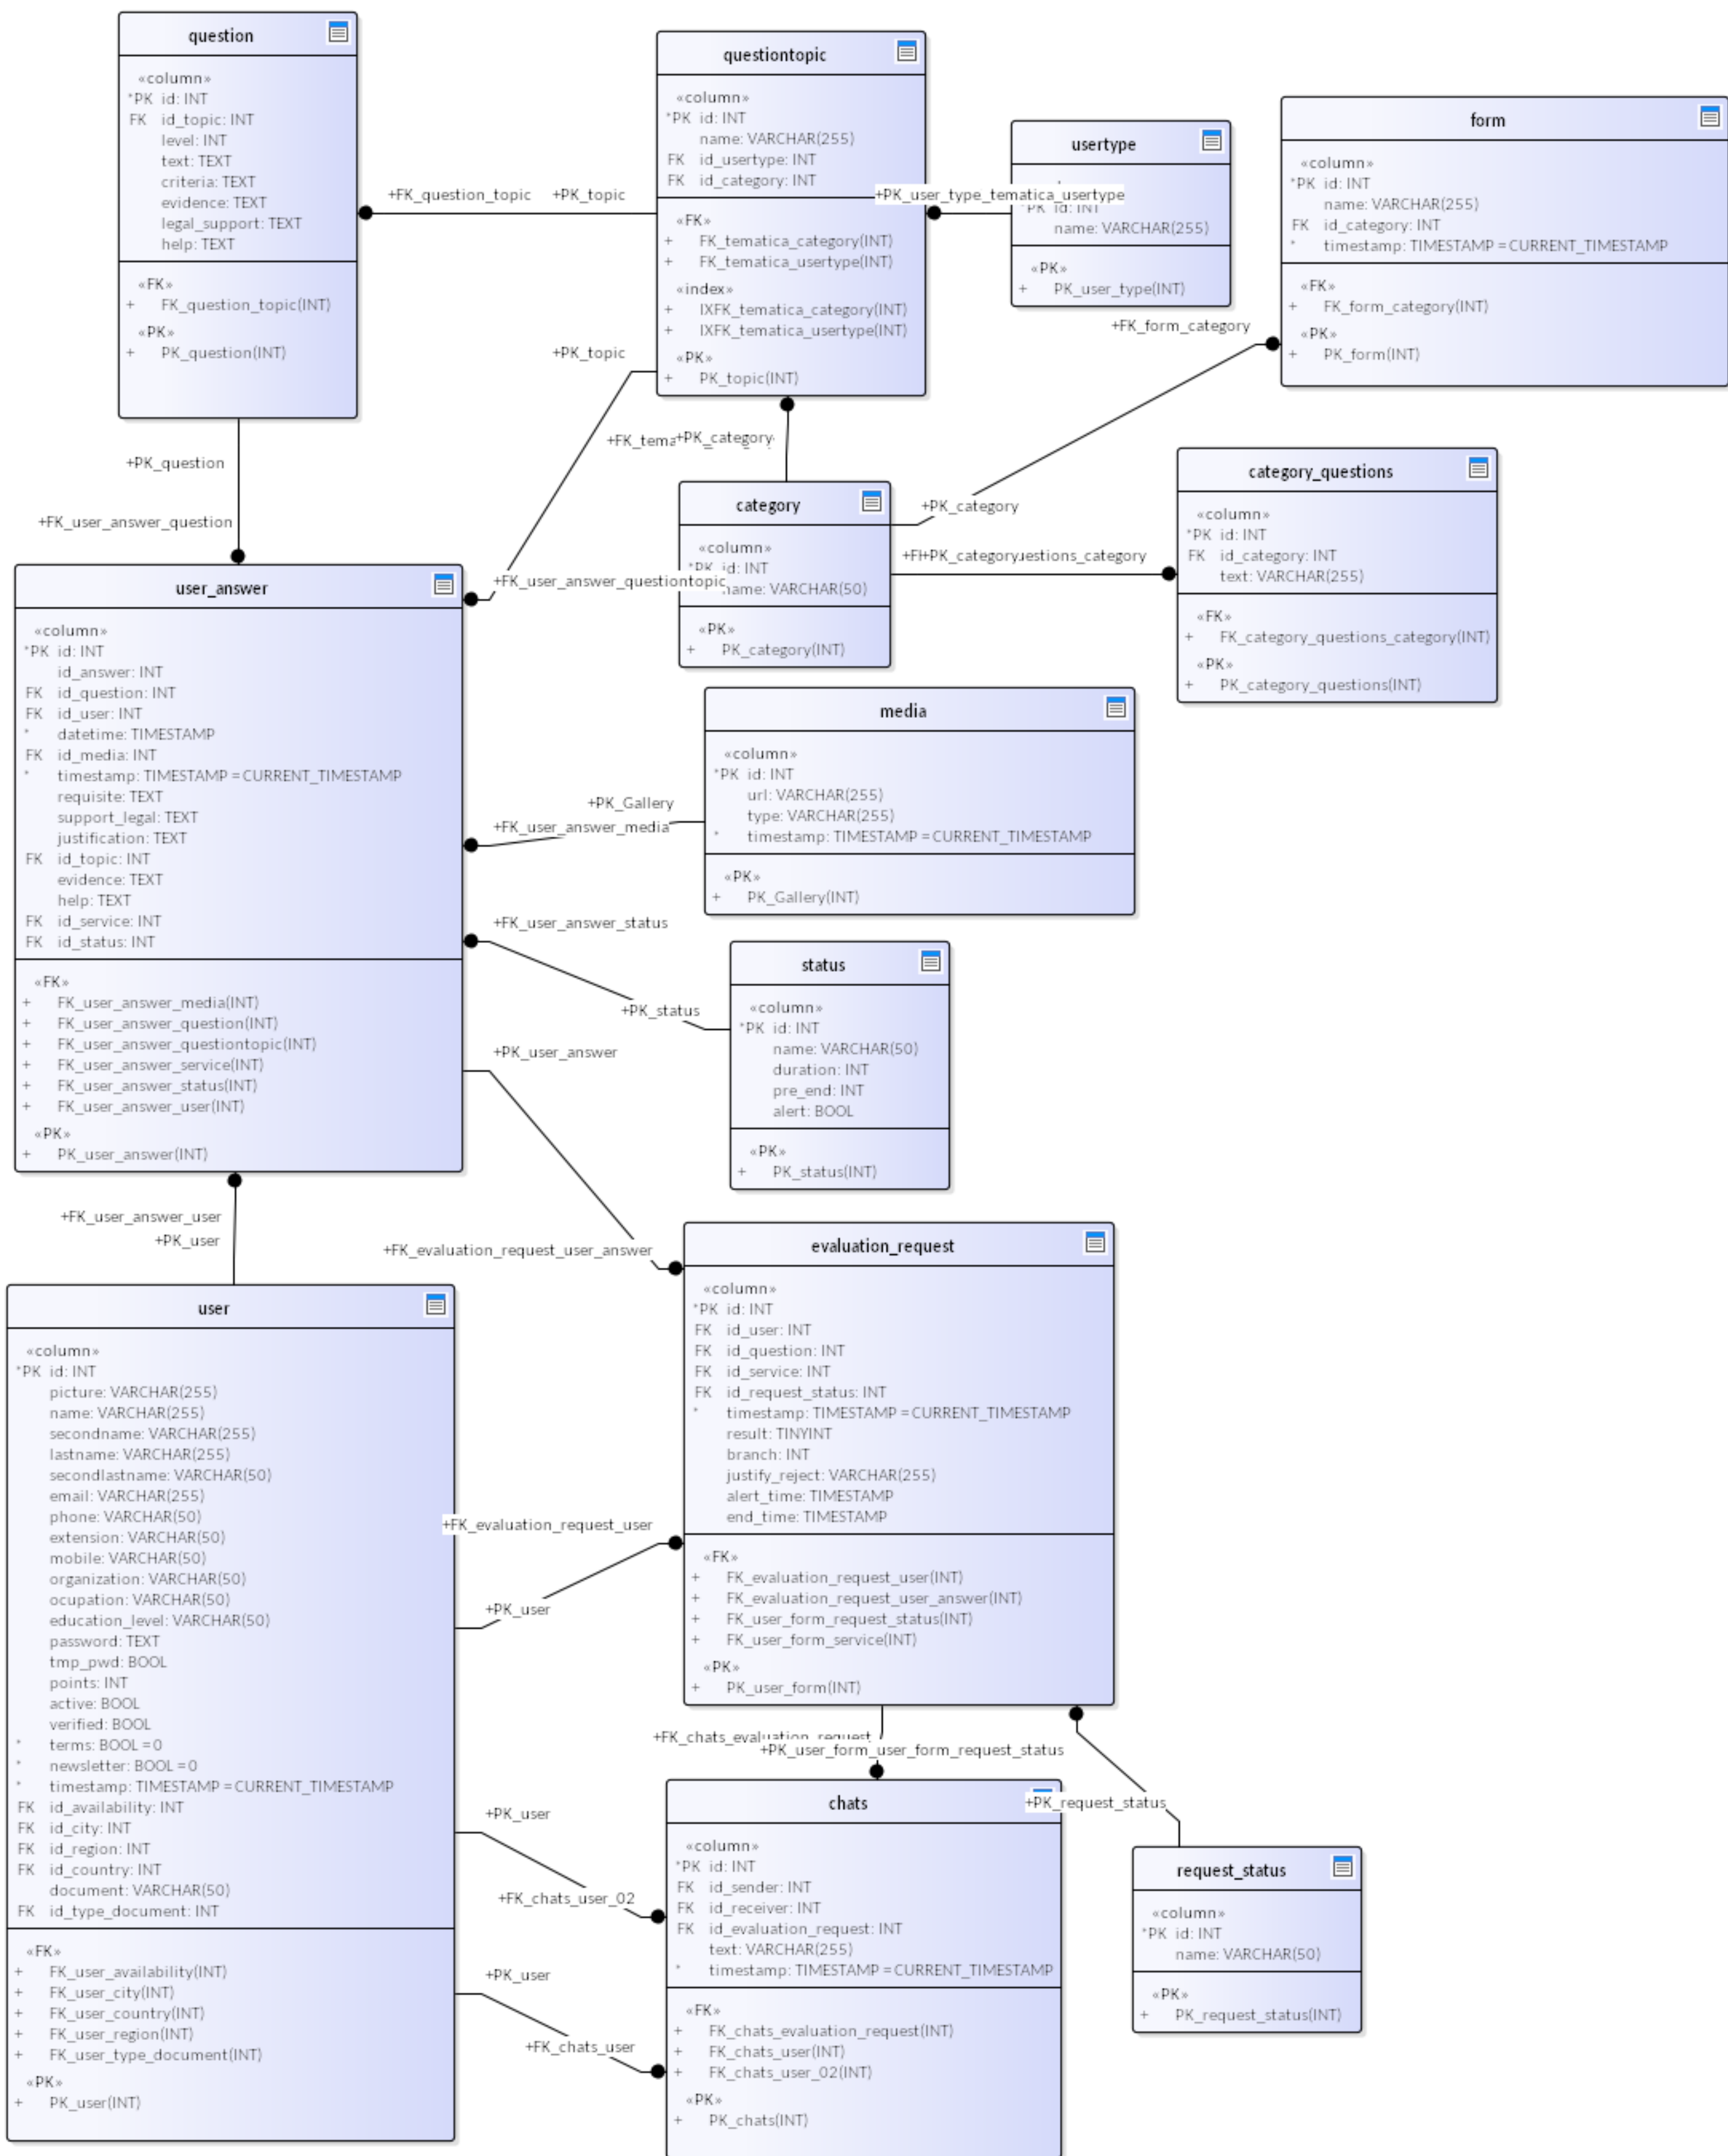 question
«column»
*PK id: INT
FK id_topic: INT
level: INT
text: TEXT
criteria: TEXT
evidence: TEXT
legal_support: TEXT
help: TEXT
«FK»
+ FK_question_topic(INT)
«PK»
+ PK_question(INT)
+FK_question_topic
+PK_topic
questiontopic
«column»
*PK id: INT
name: VARCHAR(255)
FK id_usertype: INT
FK id_category: INT
«FK»
+ FK_tematica_category(INT)
+ FK_tematica_usertype(INT)
«index»
+ IXFK_tematica_category(INT)
+ IXFK_tematica_usertype(INT)
«PK»
+ PK_topic(INT)
+PK_user_type_tematica_usertype
usertype
*PK id: INT
name: VARCHAR(255)
«PK»
+ PK_user_type(INT)
form
«column»
*PK id: INT
name: VARCHAR(255)
FK id_category: INT
* timestamp: TIMESTAMP = CURRENT_TIMESTAMP
«FK»
+ FK_form_category(INT)
«PK»
+ PK_form(INT)
+FK_form_category
+PK_topic
+PK_category
+PK_question
+FK_user_answer_question
+FK_user_answer_questiontopic
category
«column»
*PK id: INT
name: VARCHAR(50)
«PK»
+ PK_category(INT)
+PK_category
+PK_category
category_questions
«column»
*PK id: INT
FK id_category: INT
text: VARCHAR(255)
«FK»
+ FK_category_questions_category(INT)
«PK»
+ PK_category_questions(INT)
user_answer
«column»
*PK id: INT
id_answer: INT
FK id_question: INT
FK id_user: INT
* datetime: TIMESTAMP
FK id_media: INT
* timestamp: TIMESTAMP = CURRENT_TIMESTAMP
requisite: TEXT
support_legal: TEXT
justification: TEXT
FK id_topic: INT
evidence: TEXT
help: TEXT
FK id_service: INT
FK id_status: INT
«FK»
+ FK_user_answer_media(INT)
+ FK_user_answer_question(INT)
+ FK_user_answer_questiontopic(INT)
+ FK_user_answer_service(INT)
+ FK_user_answer_status(INT)
+ FK_user_answer_user(INT)
«PK»
+ PK_user_answer(INT)
media
«column»
*PK id: INT
url: VARCHAR(255)
type: VARCHAR(255)
* timestamp: TIMESTAMP = CURRENT_TIMESTAMP
«PK»
+ PK_Gallery(INT)
+PK_Gallery
+FK_user_answer_media
+FK_user_answer_status
+PK_status
status
«column»
*PK id: INT
name: VARCHAR(50)
duration: INT
pre_end: INT
alert: BOOL
«PK»
+ PK_status(INT)
+PK_user_answer
+FK_evaluation_request_user_answer
+FK_user_answer_user
+PK_user
user
«column»
*PK id: INT
picture: VARCHAR(255)
name: VARCHAR(255)
secondname: VARCHAR(255)
lastname: VARCHAR(255)
secondlastname: VARCHAR(50)
email: VARCHAR(255)
phone: VARCHAR(50)
extension: VARCHAR(50)
mobile: VARCHAR(50)
organization: VARCHAR(50)
ocupation: VARCHAR(50)
education_level: VARCHAR(50)
password: TEXT
tmp_pwd: BOOL
points: INT
active: BOOL
verified: BOOL
* terms: BOOL = 0
* newsletter: BOOL = 0
* timestamp: TIMESTAMP = CURRENT_TIMESTAMP
FK id_availability: INT
FK id_city: INT
FK id_region: INT
FK id_country: INT
document: VARCHAR(50)
FK id_type_document: INT
«FK»
+ FK_user_availability(INT)
+ FK_user_city(INT)
+ FK_user_country(INT)
+ FK_user_region(INT)
+ FK_user_type_document(INT)
«PK»
+ PK_user(INT)
evaluation_request
«column»
*PK id: INT
FK id_user: INT
FK id_question: INT
FK id_service: INT
FK id_request_status: INT
* timestamp: TIMESTAMP = CURRENT_TIMESTAMP
result: TINYINT
branch: INT
justify_reject: VARCHAR(255)
alert_time: TIMESTAMP
end_time: TIMESTAMP
«FK»
+ FK_evaluation_request_user(INT)
+ FK_evaluation_request_user_answer(INT)
+ FK_user_form_request_status(INT)
+ FK_user_form_service(INT)
«PK»
+ PK_user_form(INT)
+FK_evaluation_request_user
+PK_user
+FK_chats_evaluation_request
+PK_user_form_user_form_request_status
+PK_request_status
+PK_user
+FK_chats_user_02
+PK_user
+FK_chats_user
chats
«column»
*PK id: INT
FK id_sender: INT
FK id_receiver: INT
FK id_evaluation_request: INT
text: VARCHAR(255)
* timestamp: TIMESTAMP = CURRENT_TIMESTAMP
«FK»
+ FK_chats_evaluation_request(INT)
+ FK_chats_user(INT)
+ FK_chats_user_02(INT)
«PK»
+ PK_chats(INT)
request_status
«column»
*PK id: INT
name: VARCHAR(50)
«PK»
+ PK_request_status(INT)